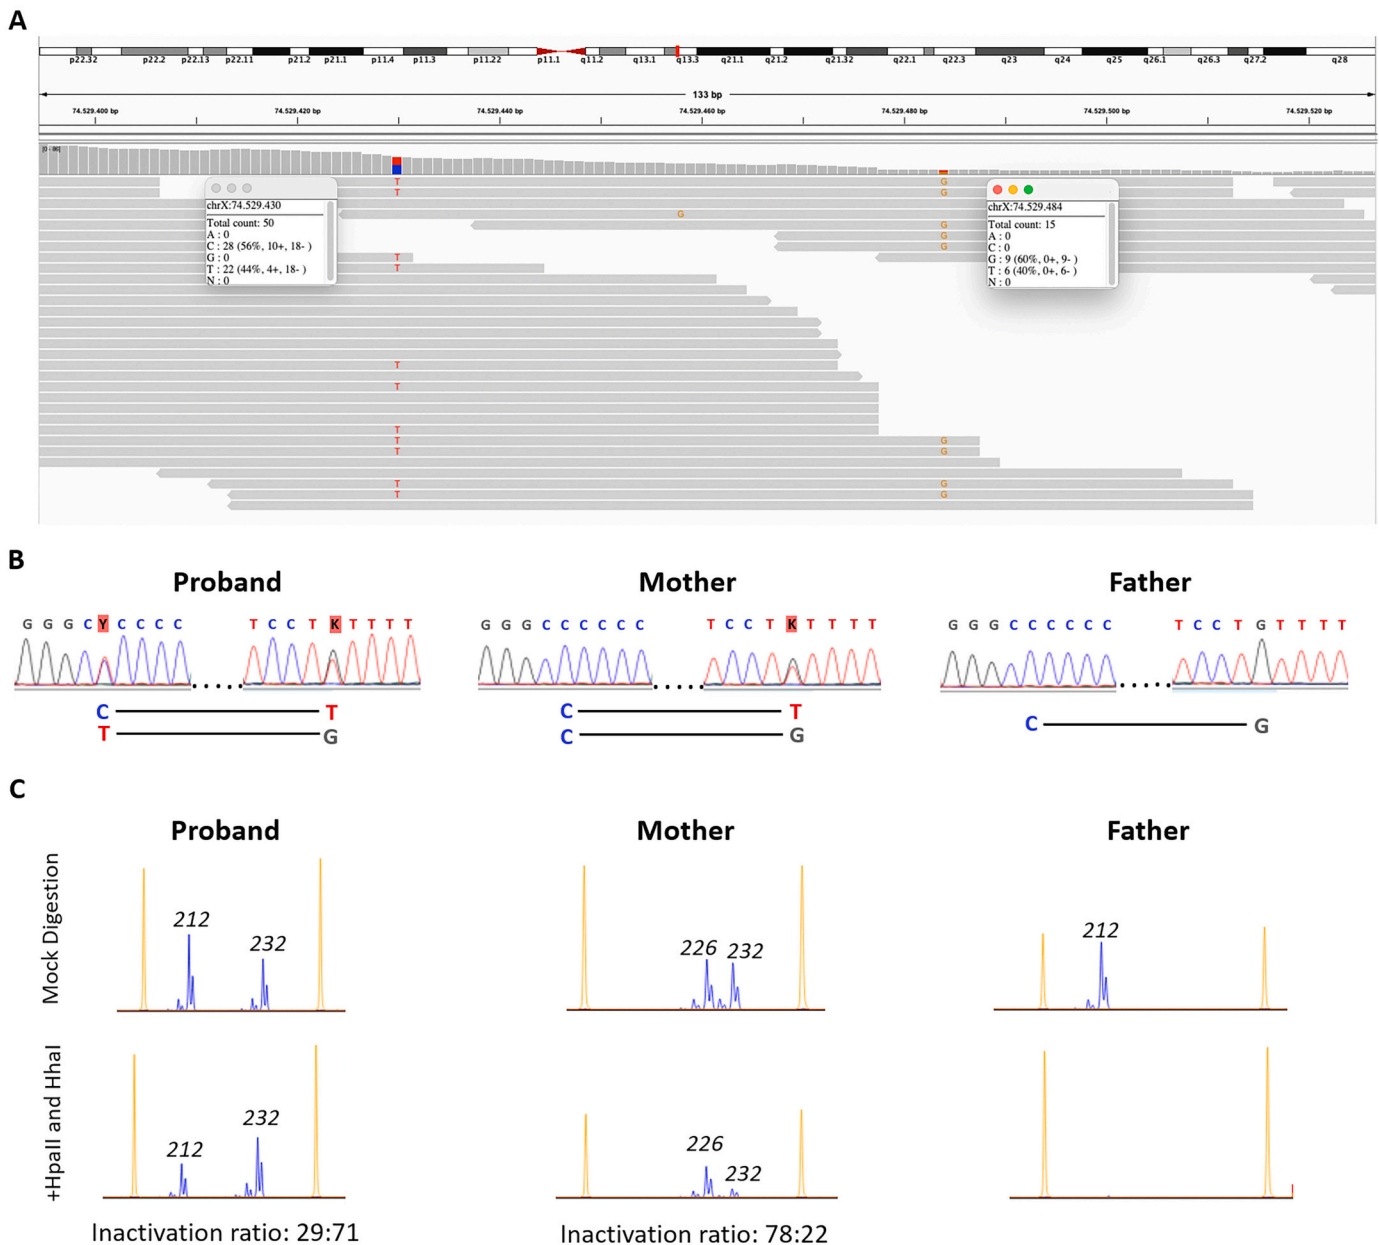 A
p22.32 p22.2 p22.13 p22.11 p21.2 p21.1 p11.4 p11.3 p11.22 p11.1 q11.2 q13.1 q13.3 q21.1 q21.2 q21.32 q22.1 q22.3 q23 q24 q25 q26.1 q26.3 q27.2 q28
133 bp
74.529.400 bp 74.529.420 bp 74.529.440 bp 74.529.460 bp 74.529.480 bp 74.529.500 bp 74.529.520 bp
[0 - 86]
T G
T G
chrX:74.529.430
Total count: 50
A : 0
C : 28 (56%, 10+, 18- )
G : 0
T : 22 (44%, 4+, 18- )
N : 0
chrX:74.529.484
Total count: 15
A : 0
C : 0
G : 9 (60%, 0+, 9- )
T : 6 (40%, 0+, 6- )
N : 0
G
G
G
T
T
T
T
T
T G
T G
T G
T G
B
Proband Mother Father
G G G C Y C C C C T C C T K T T T T
G G G C C C C C C T C C T K T T T T
G G G C C C C C C T C C T G T T T T
C T
T G
C T
C G
C G
C
Proband Mother Father
Mock Digestion
212 232
226 232
212
+HpaII and HhaI
212 232
226 232
Inactivation ratio: 29:71
Inactivation ratio: 78:22